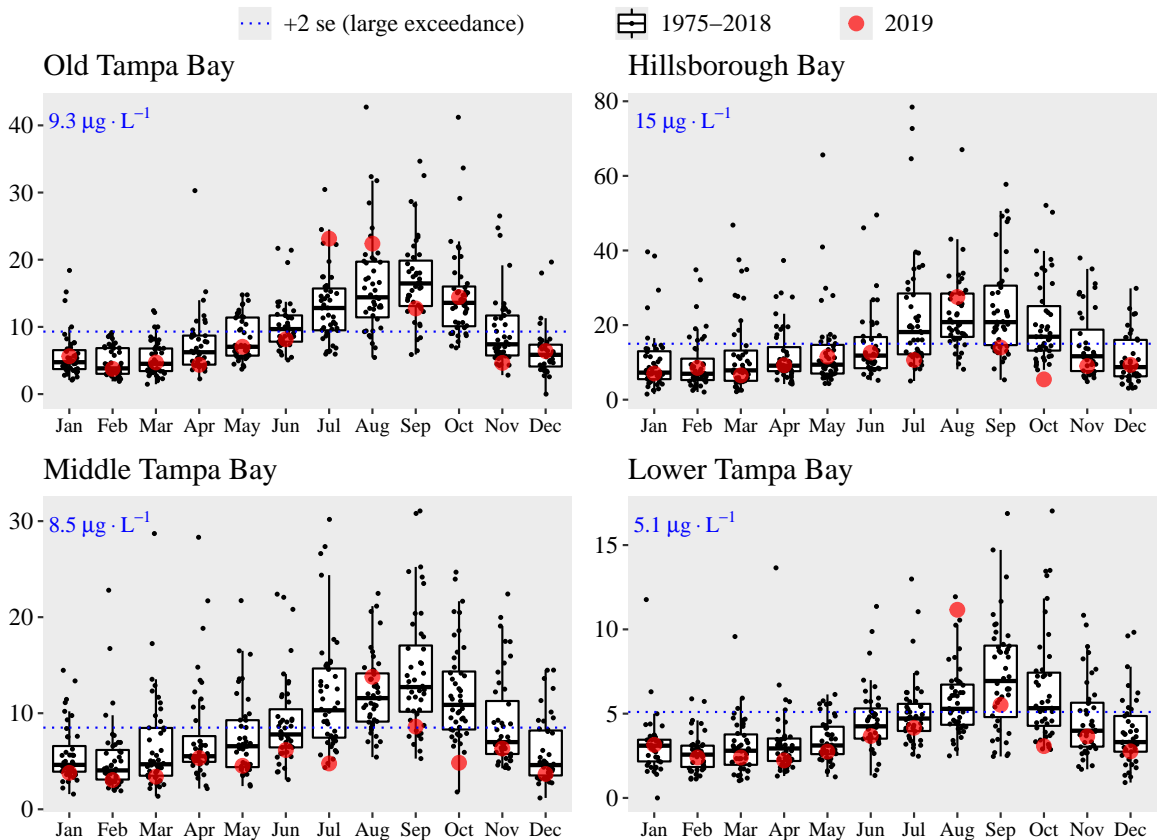 +2 se (large exceedance) 1975–2018 2019
Old Tampa Bay
9.3 μg · L⁻¹
40
30
20
10
0
Jan Feb Mar Apr May Jun Jul Aug Sep Oct Nov Dec
Hillsborough Bay
15 μg · L⁻¹
80
60
40
20
0
Jan Feb Mar Apr May Jun Jul Aug Sep Oct Nov Dec
Middle Tampa Bay
8.5 μg · L⁻¹
30
20
10
0
Jan Feb Mar Apr May Jun Jul Aug Sep Oct Nov Dec
Lower Tampa Bay
5.1 μg · L⁻¹
15
10
5
0
Jan Feb Mar Apr May Jun Jul Aug Sep Oct Nov Dec